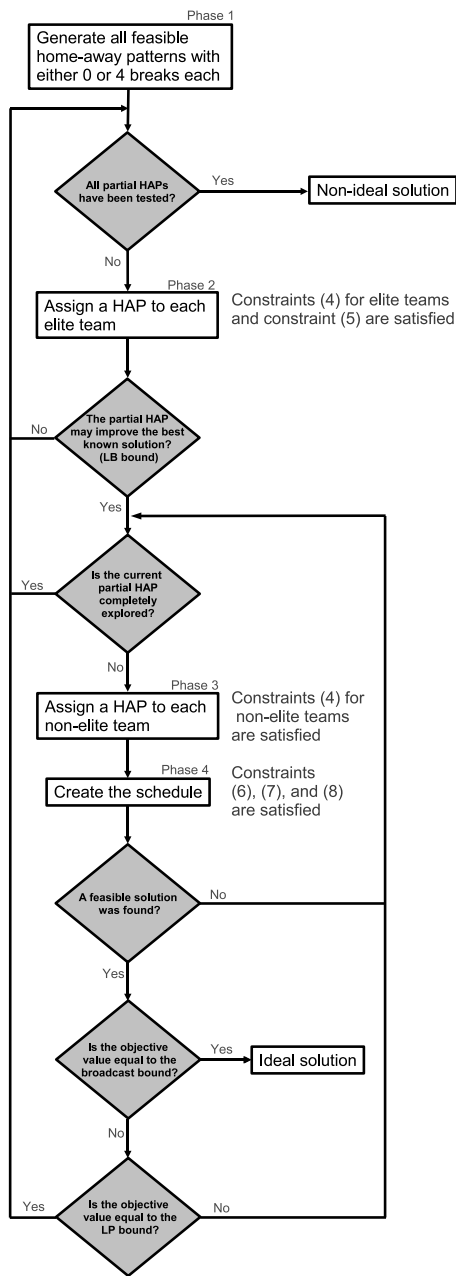 Phase 1
Generate all feasible
home-away patterns with
either 0 or 4 breaks each
All partial HAPs
have been tested?
Yes
Non-ideal solution
No
Phase 2
Assign a HAP to each
elite team
Constraints (4) for elite teams
and constraint (5) are satisfied
The partial HAP
may improve the best
known solution?
(LB bound)
No
Yes
Is the current
partial HAP
completely
explored?
Yes
No
Phase 3
Assign a HAP to each
non-elite team
Constraints (4) for
non-elite teams
are satisfied
Phase 4
Create the schedule
Constraints
(6), (7), and (8)
are satisfied
A feasible solution
was found?
No
Yes
Is the objective
value equal to the
broadcast bound?
Yes
Ideal solution
No
Is the objective
value equal to the
LP bound?
Yes
No